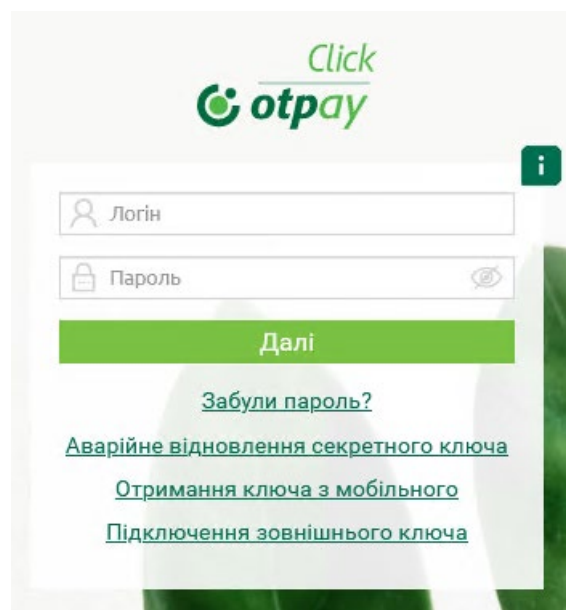 Click
otpay
i
Логін
Пароль
Далі
Забули пароль?
Аварійне відновлення секретного ключа
Отримання ключа з мобільного
Підключення зовнішнього ключа